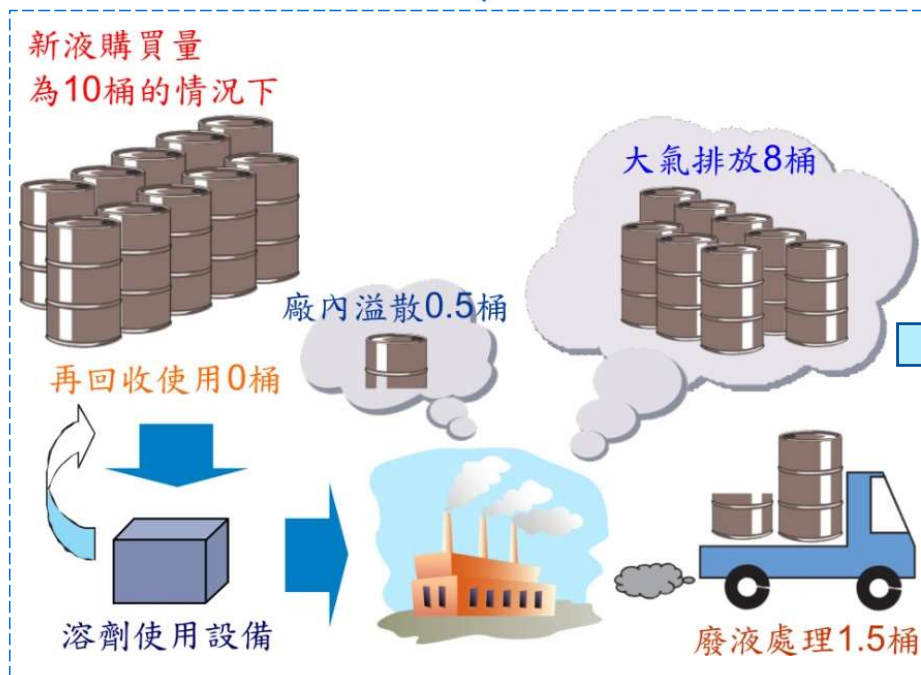 新液購買量
為10桶的情況下
大氣排放8桶
廠內溢散0.5桶
再回收使用0桶
溶劑使用設備
廢液處理1.5桶